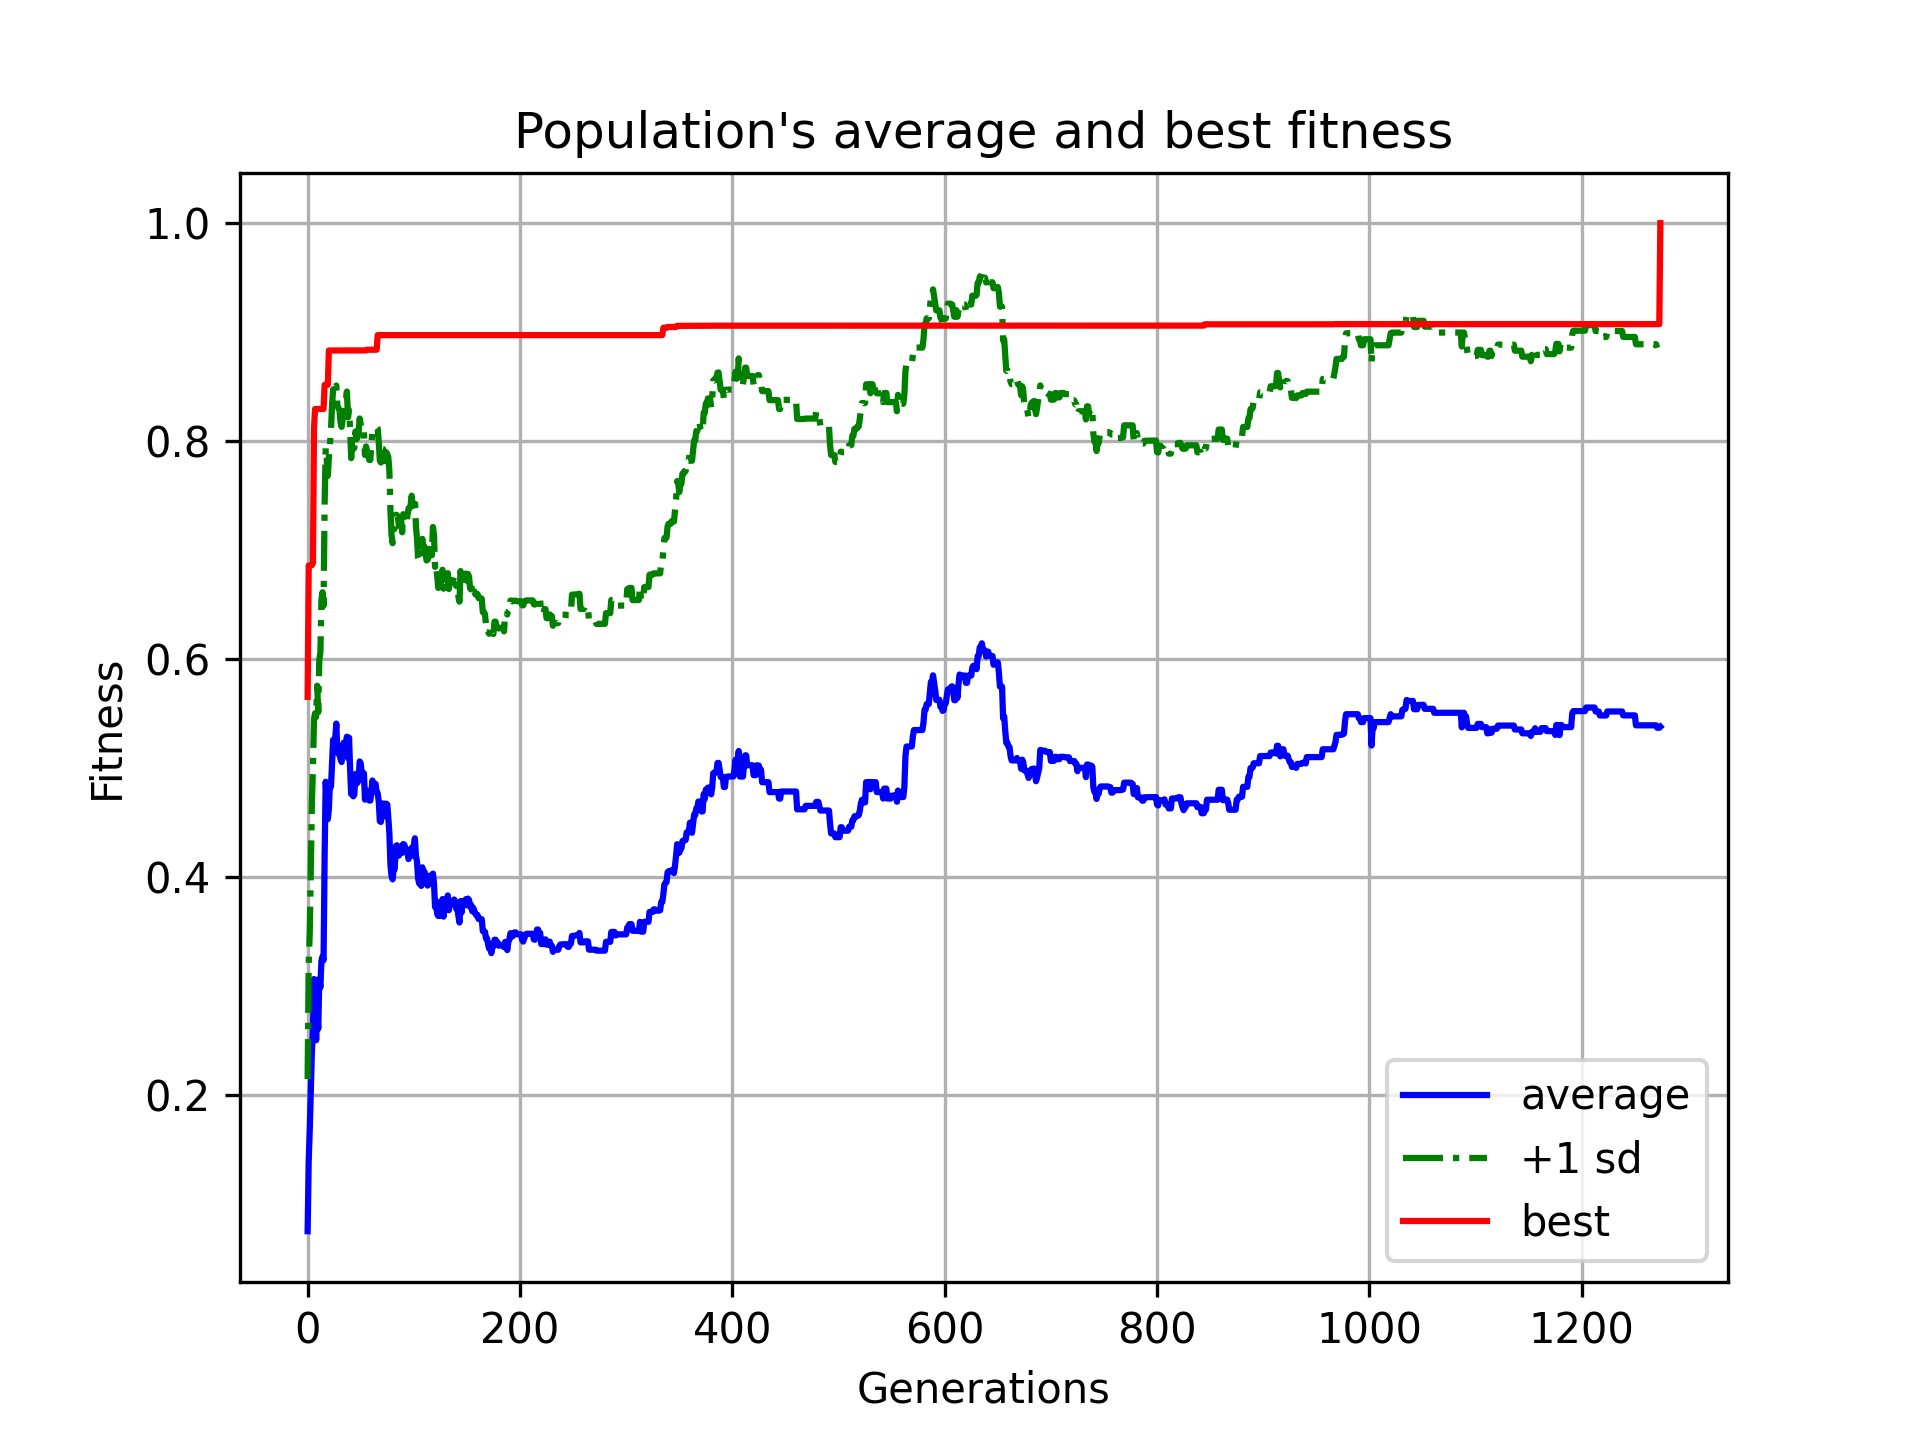 Population's average and best fitness
1.0
0.8
0.6
0.4
0.2
Fitness
0 200 400 600 800 1000 1200
Generations
average
+1 sd
best